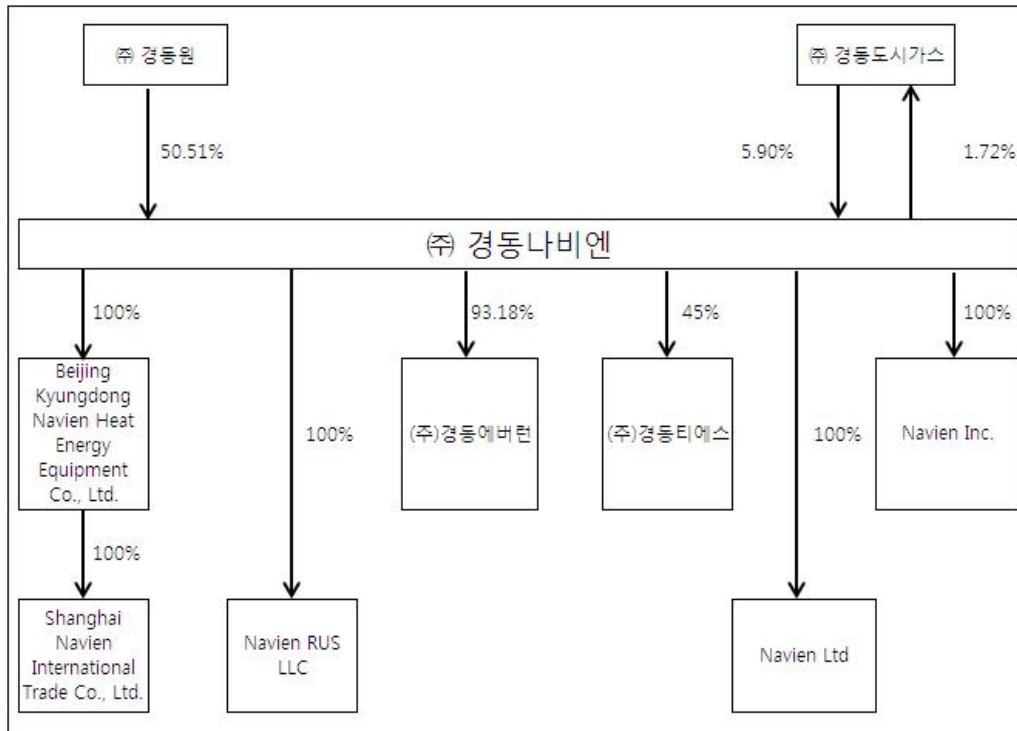 ㈜ 경동원
㈜ 경동도시가스
50.51%
5.90%
1.72%
㈜ 경동나비엔
100%
93.18%
45%
100%
Beijing
Kyungdong
Navien Heat
Energy
Equipment
Co., Ltd.
100%
(주)경동에버런
(주)경동티에스
100%
Navien Inc.
100%
Shanghai
Navien
International
Trade Co., Ltd.
Navien RUS
LLC
Navien Ltd